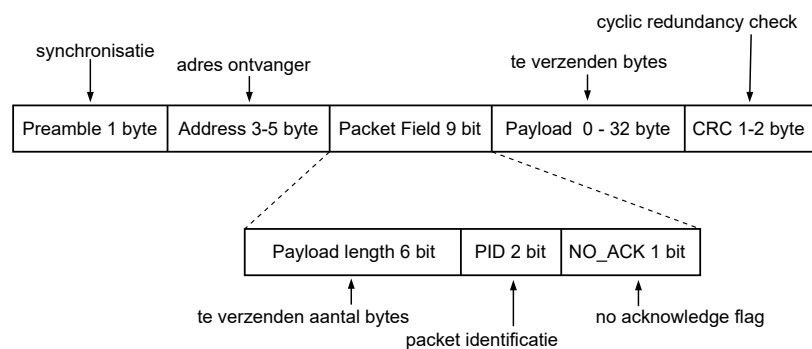 cyclic redundancy check
synchronisatie
adres ontvanger
te verzenden bytes
Preamble 1 byte
Address 3-5 byte
Packet Field 9 bit
Payload 0 - 32 byte
CRC 1-2 byte
Payload length 6 bit
PID 2 bit
NO_ACK 1 bit
te verzenden aantal bytes
no acknowledge flag
packet identificatie